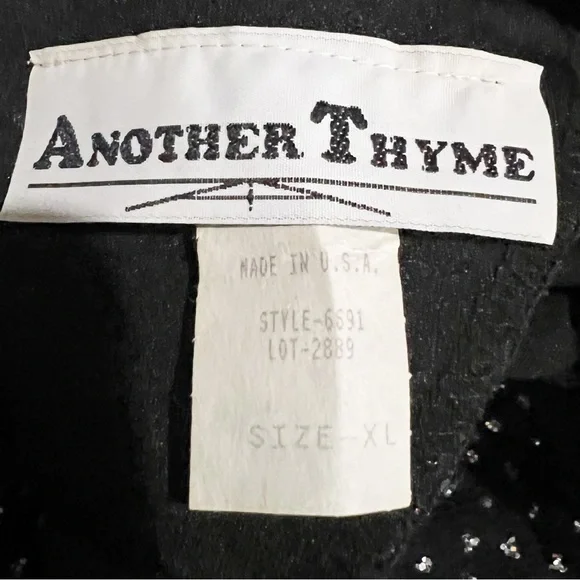 ANOTHER THYME
MADE IN U.S.A.
STYLE-6691
LOT-2889
SIZE-XL